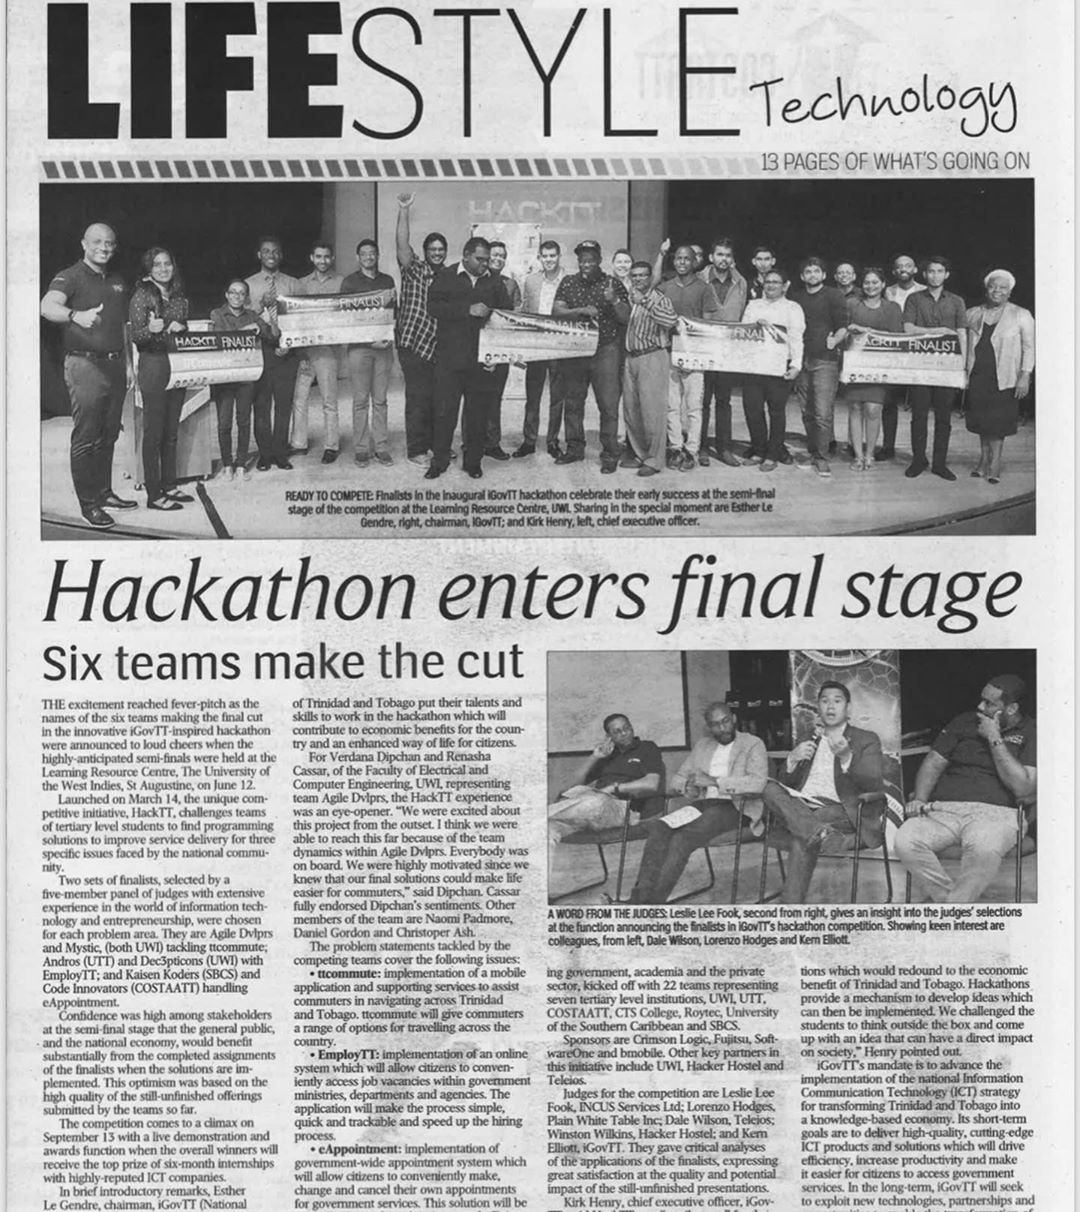 LIFESTYLE
Technology
13 PAGES OF WHAT'S GOING ON
HACKTT
HACKTT FINALIST
HACKTT FINALIST
FINALIST
FINAL
HACKTT FINALIST
READY TO COMPETE: Finalists in the inaugural iGovTT hackathon celebrate their early success at the semi-final
stage of the competition at the Learning Resource Centre, UWI. Sharing in the special moment are Esther Le
Gendre, right, chairman, iGovTT; and Kirk Henry, left, chief executive officer.
Hackathon enters final stage
Six teams make the cut
THE excitement reached fever-pitch as the
names of the six teams making the final cut
in the innovative iGovTT-inspired hackathon
were announced to loud cheers when the
highly-anticipated semi-finals were held at the
Learning Resource Centre, The University of
the West Indies, St Augustine, on June 12.
Launched on March 14, the unique com-
petitive initiative, HackTT, challenges teams
of tertiary level students to find programming
solutions to improve service delivery for three
specific issues faced by the national commu-
nity.
Two sets of finalists, selected by a
five-member panel of judges with extensive
experience in the world of information tech-
nology and entrepreneurship, were chosen
for each problem area. They are Agile Dvlprs
and Mystic, (both UWI) tackling ttcommute;
Andros (UTT) and Dec3pticons (UWI) with
EmployTT; and Kaisen Koders (SBCS) and
Code Innovators (COSTAATT) handling
eAppointment.
Confidence was high among stakeholders
at the semi-final stage that the general public,
and the national economy, would benefit
substantially from the completed assignments
of the finalists when the solutions are im-
plemented. This optimism was based on the
high quality of the still-unfinished offerings
submitted by the teams so far.
The competition comes to a climax on
September 13 with a live demonstration and
awards function when the overall winners will
receive the top prize of six-month internships
with highly-reputed ICT companies.
In brief introductory remarks, Esther
Le Gendre, chairman, iGovTT (National
of Trinidad and Tobago put their talents and
skills to work in the hackathon which will
contribute to economic benefits for the coun-
try and an enhanced way of life for citizens.
For Verdana Dipchan and Renasha
Cassar, of the Faculty of Electrical and
Computer Engineering, UWI, representing
team Agile Dvlprs, the HackTT experience
was an eye-opener. "We were excited about
this project from the outset. I think we were
able to reach this far because of the team
dynamics within Agile Dvlprs. Everybody was
on board. We were highly motivated since we
knew that our final solutions could make life
easier for commuters," said Dipchan. Cassar
fully endorsed Dipchan's sentiments. Other
members of the team are Naomi Padmore,
Daniel Gordon and Christoper Ash.
The problem statements tackled by the
competing teams cover the following issues:
• ttcommute: implementation of a mobile
application and supporting services to assist
commuters in navigating across Trinidad
and Tobago. ttcommute will give commuters
a range of options for travelling across the
country.
• EmployTT: implementation of an online
system which will allow citizens to conven-
iently access job vacancies within government
ministries, departments and agencies. The
application will make the process simple,
quick and trackable and speed up the hiring
process.
• eAppointment: implementation of
government-wide appointment system which
will allow citizens to conveniently make,
change and cancel their own appointments
for government services. This solution will be
A WORD FROM THE JUDGES: Leslie Lee Fook, second from right, gives an insight into the judges' selections
at the function announcing the finalists in iGovTT's hackathon competition. Showing keen interest are
colleagues, from left, Dale Wilson, Lorenzo Hodges and Kern Elliott.
ing government, academia and the private
sector, kicked off with 22 teams representing
seven tertiary level institutions, UWI, UTT,
COSTAATT, CTS College, Roytec, University
of the Southern Caribbean and SBCS.
Sponsors are Crimson Logic, Fujitsu, Soft-
wareOne and bmobile. Other key partners in
this initiative include UWI, Hacker Hostel and
Teleios.
Judges for the competition are Leslie Lee
Fook, INCUS Services Ltd; Lorenzo Hodges,
Plain White Table Inc; Dale Wilson, Teleios;
Winston Wilkins, Hacker Hostel; and Kern
Elliott, iGovTT. They gave critical analyses
of the applications of the finalists, expressing
great satisfaction at the quality and potential
impact of the still-unfinished presentations.
Kirk Henry, chief executive officer, iGov-
tions which would redound to the economic
benefit of Trinidad and Tobago. Hackathons
provide a mechanism to develop ideas which
can then be implemented. We challenged the
students to think outside the box and come
up with an idea that can have a direct impact
on society," Henry pointed out.
iGovTT's mandate is to advance the
implementation of the national Information
Communication Technology (ICT) strategy
for transforming Trinidad and Tobago into
a knowledge-based economy. Its short-term
goals are to deliver high-quality, cutting-edge
ICT products and solutions which will drive
efficiency, increase productivity and make
it easier for citizens to access government
services. In the long-term, iGovTT will seek
to exploit new technologies, partnerships and